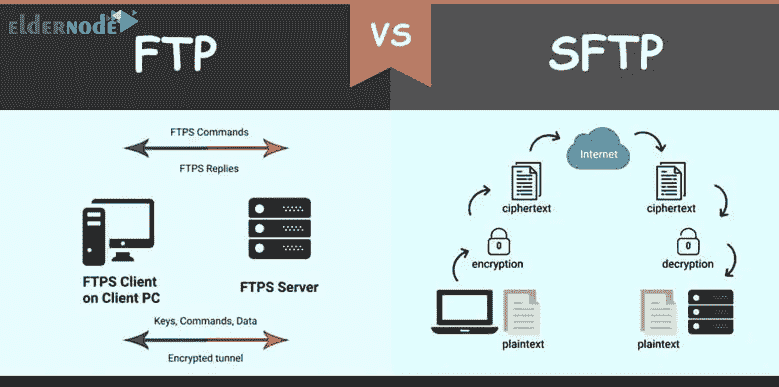 eLDERNODE
FTP
VS
SFTP
FTPS Commands
FTPS Replies
FTPS Client
on Client PC
FTPS Server
Keys, Commands, Data
Encrypted tunnel
Internet
ciphertext
ciphertext
encryption
decryption
plaintext
plaintext